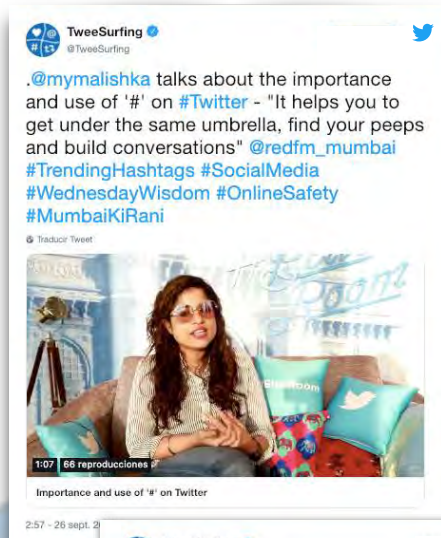 TweeSurfing
@TweeSurfing
.@mymalishka talks about the importance
and use of '#' on #Twitter - "It helps you to
get under the same umbrella, find your peeps
and build conversations" @redfm_mumbai
#TrendingHashtags #SocialMedia
#WednesdayWisdom #OnlineSafety
#MumbaiKiRani
Traducir Tweet
1:07 66 reproducciones
Importance and use of '#' on Twitter
2:57 - 26 sept.